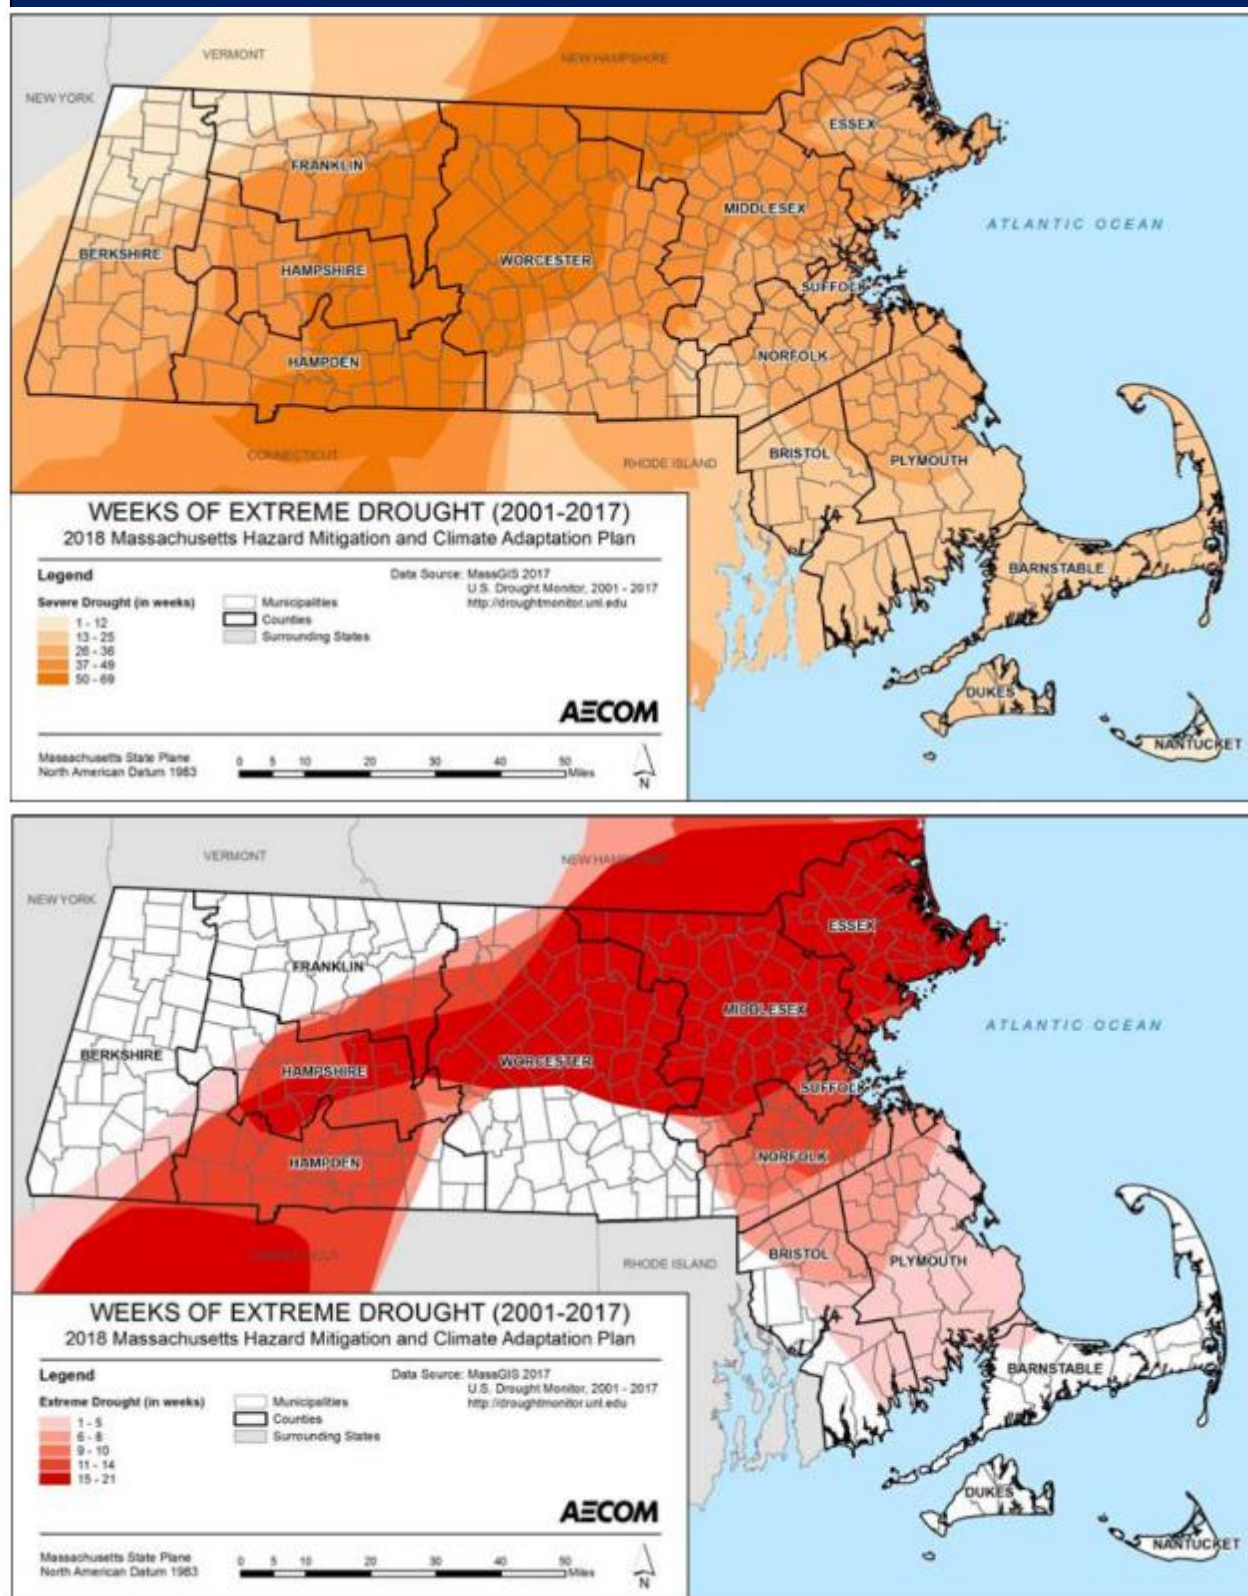 VERMONT
NEW HAMPSHIRE
NEW YORK
ESSEX
FRANKLIN
MIDDLESEX
ATLANTIC OCEAN
BERKSHIRE
WORCESTER
HAMPSHIRE
SUFFOLK
NORFOLK
HAMPDEN
CONNECTICUT
BRISTOL
PLYMOUTH
RHODE ISLAND
WEEKS OF EXTREME DROUGHT (2001-2017)
2018 Massachusetts Hazard Mitigation and Climate Adaptation Plan
Legend
Data Source: MassGIS 2017
U.S. Drought Monitor, 2001 - 2017
http://droughtmonitor.unl.edu
Severe Drought (in weeks)
1 - 12
13 - 25
26 - 36
37 - 49
50 - 69
Municipalities
Counties
Surrounding States
BARNSTABLE
DUKES
NANTUCKET
AECOM
Massachusetts State Plane
North American Datum 1983
0 5 10 20 30 40 50
Miles
N
VERMONT
NEW HAMPSHIRE
NEW YORK
ESSEX
FRANKLIN
MIDDLESEX
ATLANTIC OCEAN
BERKSHIRE
WORCESTER
HAMPSHIRE
SUFFOLK
NORFOLK
HAMPDEN
CONNECTICUT
BRISTOL
PLYMOUTH
RHODE ISLAND
WEEKS OF EXTREME DROUGHT (2001-2017)
2018 Massachusetts Hazard Mitigation and Climate Adaptation Plan
Legend
Data Source: MassGIS 2017
U.S. Drought Monitor, 2001 - 2017
http://droughtmonitor.unl.edu
Extreme Drought (in weeks)
1 - 5
6 - 8
9 - 10
11 - 14
15 - 21
Municipalities
Counties
Surrounding States
BARNSTABLE
DUKES
NANTUCKET
AECOM
Massachusetts State Plane
North American Datum 1983
0 5 10 20 30 40 50
Miles
N